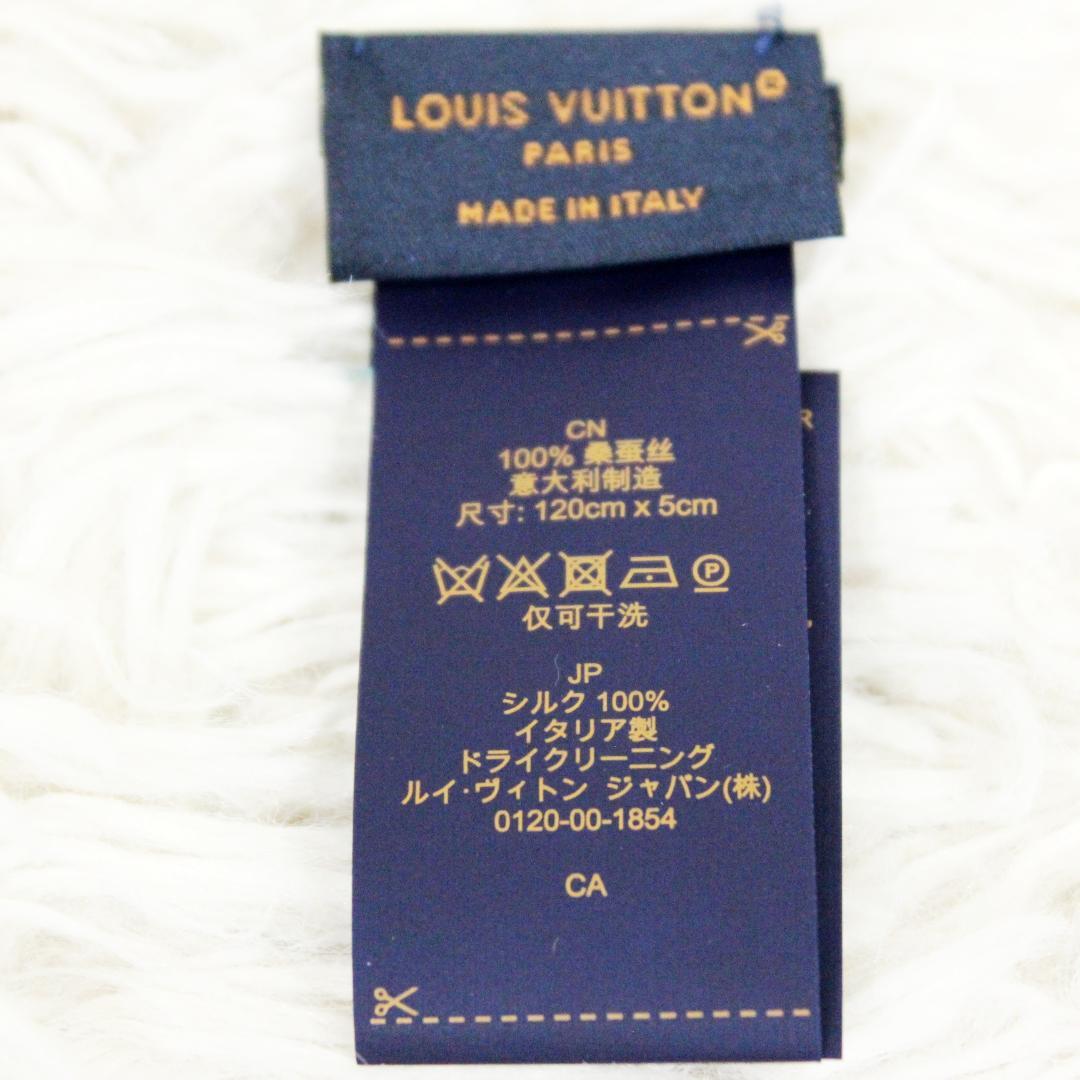 LOUIS VUITTON®
PARIS
MADE IN ITALY
CN
100% 桑蚕丝
意大利制造
尺寸: 120cm x 5cm
P
仅可干洗
JP
シルク 100%
イタリア製
ドライクリーニング
ルイ·ヴィトン ジャパン(株)
0120-00-1854
CA
R